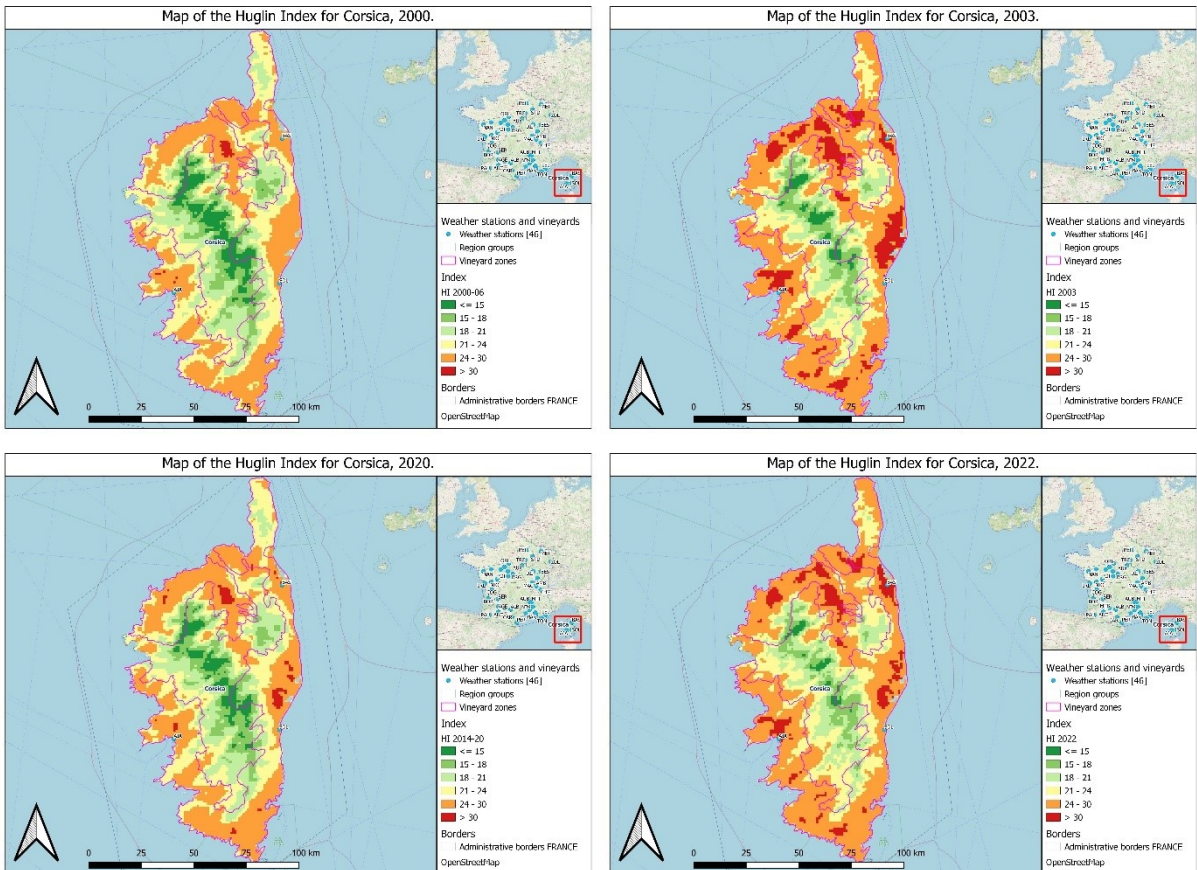 Map of the Huglin Index for Corsica, 2000.
Corsica
Corsica
Weather stations and vineyards
Weather stations [46]
Region groups
Vineyard zones
Index
HI 2000-06
<= 15
15 - 18
18 - 21
21 - 24
24 - 30
> 30
Borders
Administrative borders FRANCE
OpenStreetMap
0 25 50 75 100 km
Map of the Huglin Index for Corsica, 2003.
Corsica
Corsica
Weather stations and vineyards
Weather stations [46]
Region groups
Vineyard zones
Index
HI 2003
<= 15
15 - 18
18 - 21
21 - 24
24 - 30
> 30
Borders
Administrative borders FRANCE
OpenStreetMap
0 25 50 75 100 km
Map of the Huglin Index for Corsica, 2020.
Corsica
Corsica
Weather stations and vineyards
Weather stations [46]
Region groups
Vineyard zones
Index
HI 2014-20
<= 15
15 - 18
18 - 21
21 - 24
24 - 30
> 30
Borders
Administrative borders FRANCE
OpenStreetMap
0 25 50 75 100 km
Map of the Huglin Index for Corsica, 2022.
Corsica
Corsica
Weather stations and vineyards
Weather stations [46]
Region groups
Vineyard zones
Index
HI 2022
<= 15
15 - 18
18 - 21
21 - 24
24 - 30
> 30
Borders
Administrative borders FRANCE
OpenStreetMap
0 25 50 75 100 km